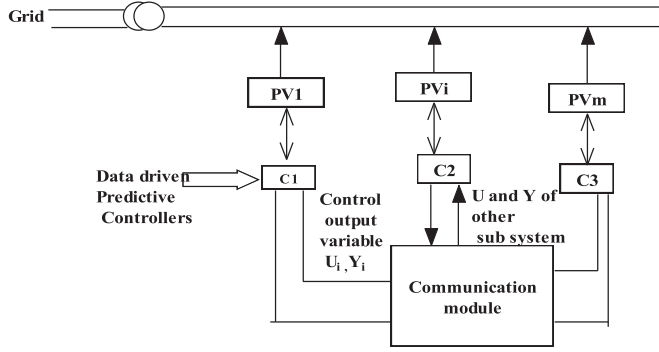 Grid
PV1
PVi
PVm
C1
C2
C3
Data driven
Predictive
Controllers
Control
output
variable
Ui ,Yi
U and Y of
other
sub system
Communication
module